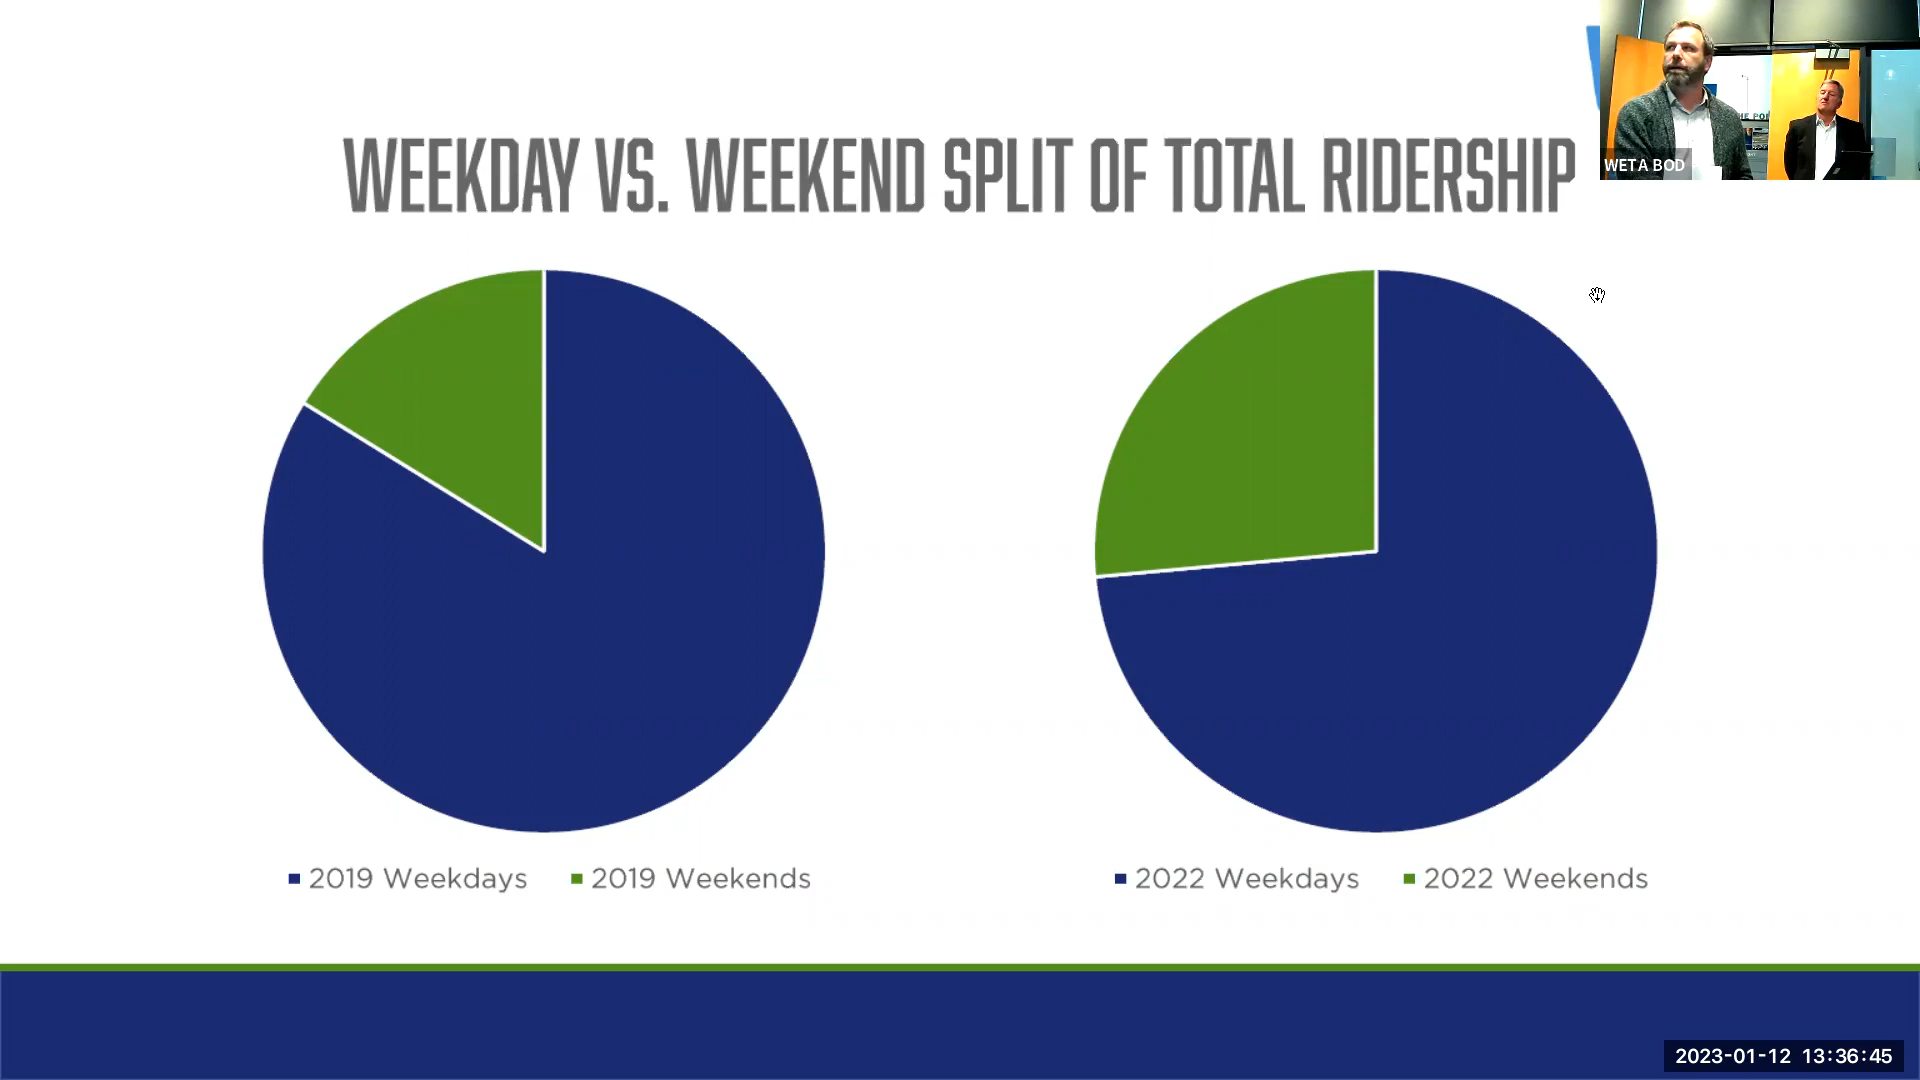 WEEKDAY VS. WEEKEND SPLIT OF TOTAL RIDERSHIP
WETA BOD
2019 Weekdays 2019 Weekends
2022 Weekdays 2022 Weekends
2023-01-12 13:36:45